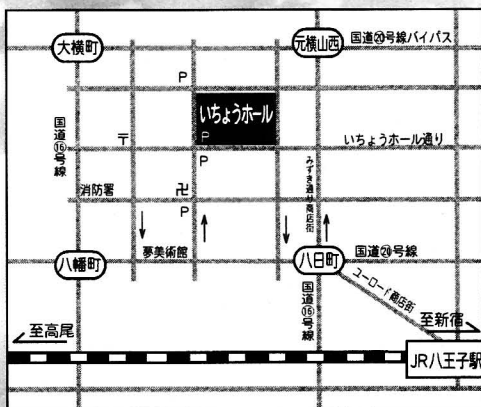 大横町
元横山西
国道⑳号線バイパス
P
いちょうホール
P
国道⑯号線
〒
P
いちょうホール通り
みずき通り商店街
消防署
卍
P
夢美術館
八幡町
八日町
国道⑳号線
国道⑯号線
ユーロード商店街
至高尾
至新宿
JR八王子駅